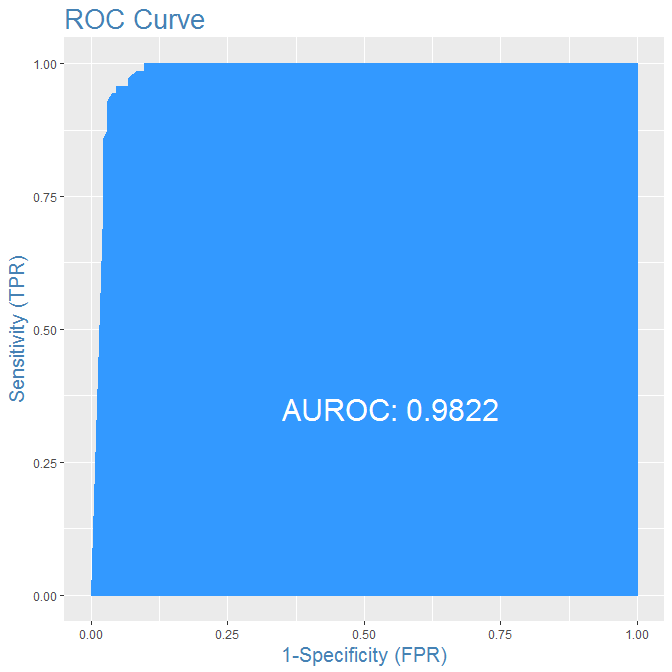 ROC Curve
1.00
0.75
0.50
0.25
0.00
Sensitivity (TPR)
AUROC: 0.9822
0.00 0.25 0.50 0.75 1.00
1-Specificity (FPR)